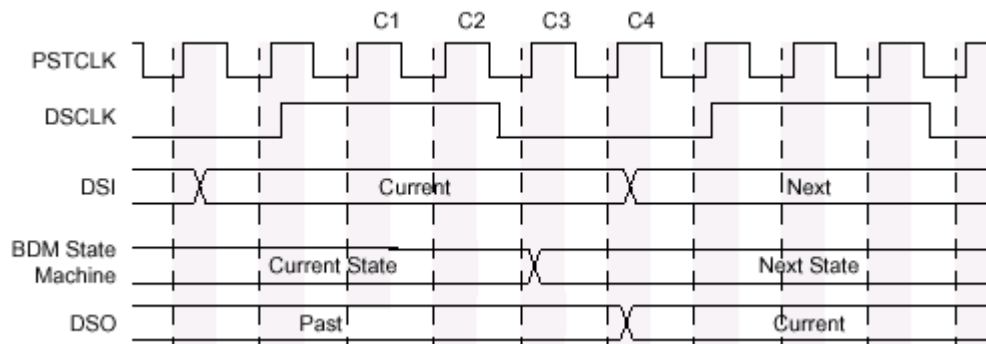 C1 C2 C3 C4
PSTCLK
DSCLK
DSI Current Next
BDM State
Machine Current State Next State
DSO Past Current